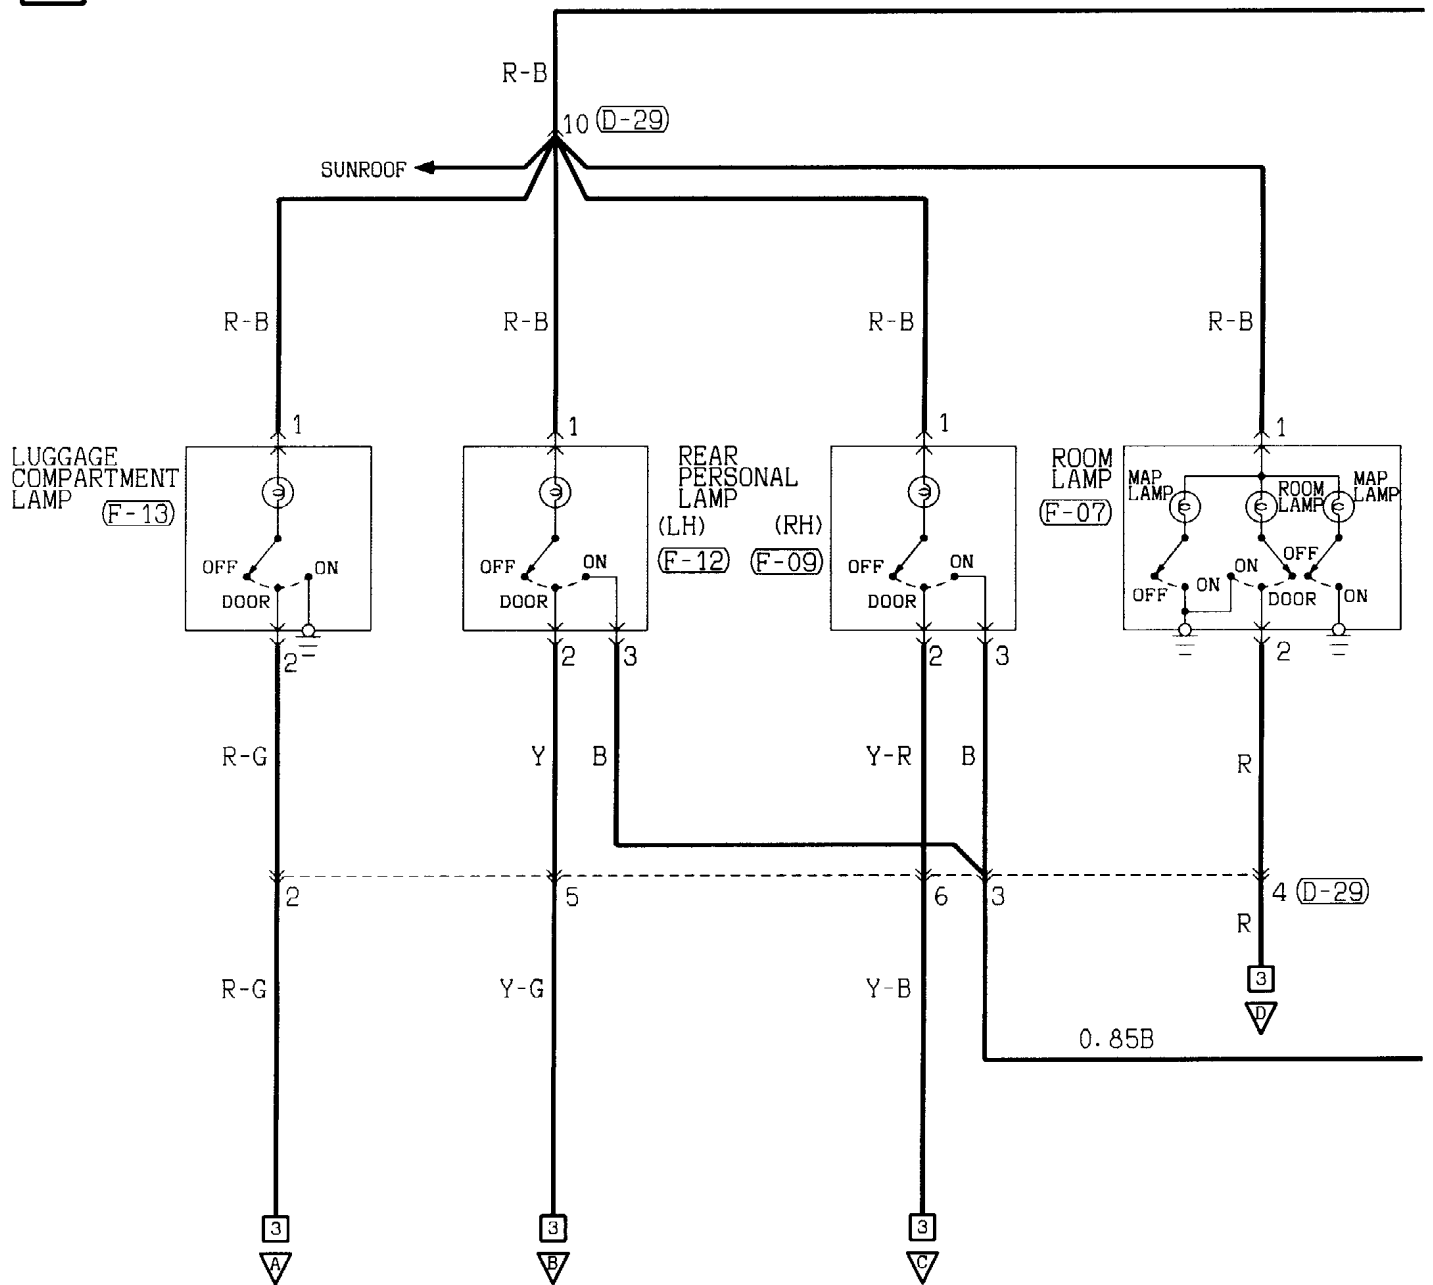 R-B
10 (D-29)
SUNROOF
R-B
R-B
R-B
R-B
1
1
1
1
LUGGAGE
COMPARTMENT
LAMP
(F-13)
REAR
PERSONAL
LAMP
(LH)
(RH)
(F-12)
(F-09)
ROOM
LAMP
(F-07)
MAP
LAMP
ROOM
LAMP
MAP
LAMP
OFF
ON
DOOR
OFF
ON
DOOR
OFF
ON
DOOR
OFF
ON
ON
OFF
DOOR
ON
2
2
3
2
3
2
R-G
Y
B
Y-R
B
R
2
5
6
3
4 (D-29)
R
R-G
Y-G
Y-B
3
D
0.85B
3
3
3
A
B
C